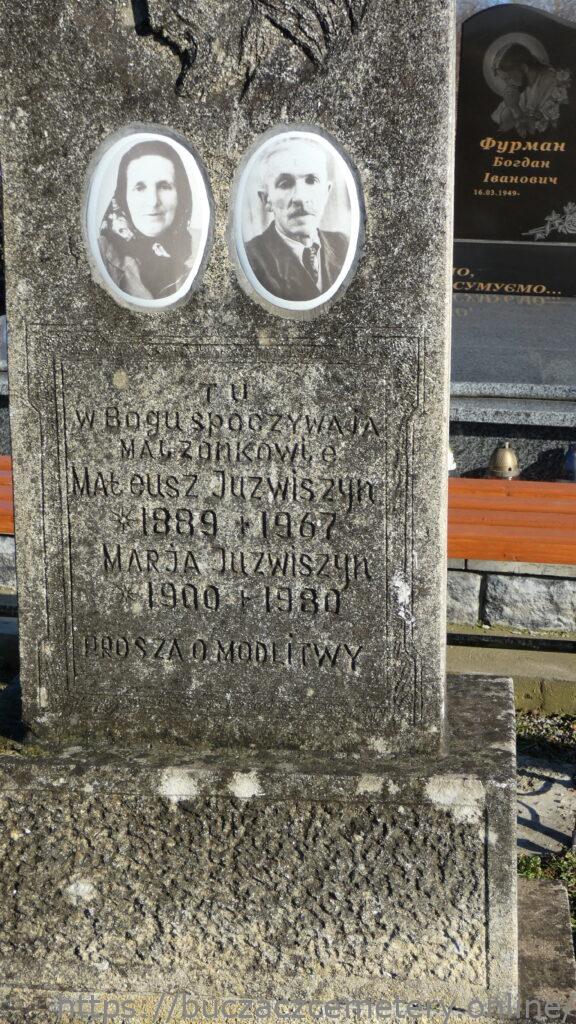 TU
W BOGU SPOCZYWAJĄ
MAŁŻONKOWIE
MATEUSZ JUZWISZYN
*1889 +1967
MARJA JUZWISZYN
*1900 +1980
PROSZĄ O MODLITWY
Фурман
Богдан
Іванович
16.03.1949-
СУМУЄМО...
https://buczaczcemetery.online/